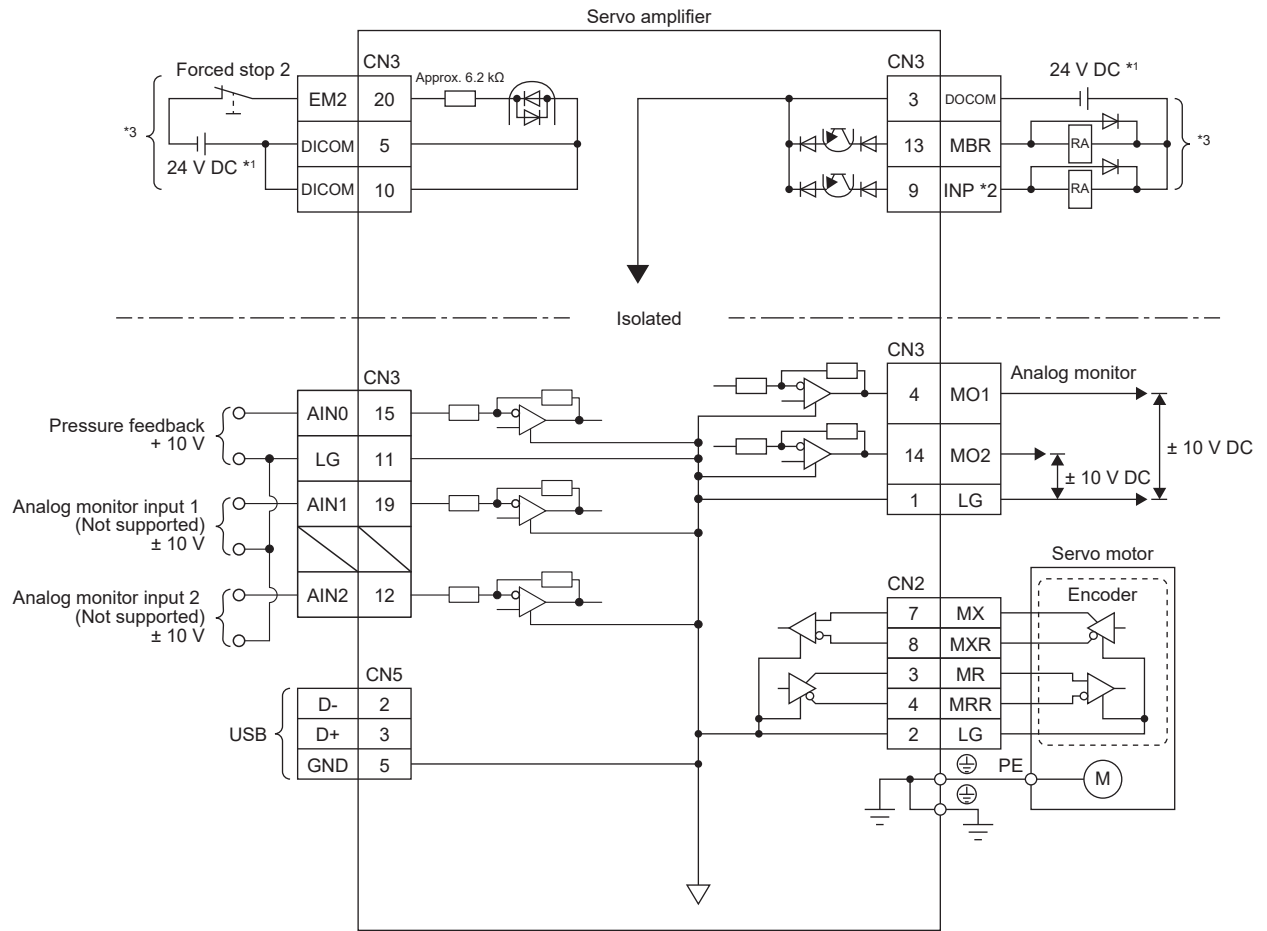 Servo amplifier
Forced stop 2
CN3
Approx. 6.2 kΩ
EM2 20
*3
DICOM 5
24 V DC *1
DICOM 10
CN3
24 V DC *1
3 DOCOM
13 MBR RA
*3
9 INP *2 RA
Isolated
CN3
Pressure feedback
+ 10 V
AIN0 15
LG 11
Analog monitor input 1
(Not supported)
± 10 V
AIN1 19
Analog monitor input 2
(Not supported)
± 10 V
AIN2 12
CN3
Analog monitor
4 MO1
± 10 V DC
14 MO2
± 10 V DC
1 LG
CN5
USB
D- 2
D+ 3
GND 5
Servo motor
CN2
Encoder
7 MX
8 MXR
3 MR
4 MRR
2 LG
PE
M